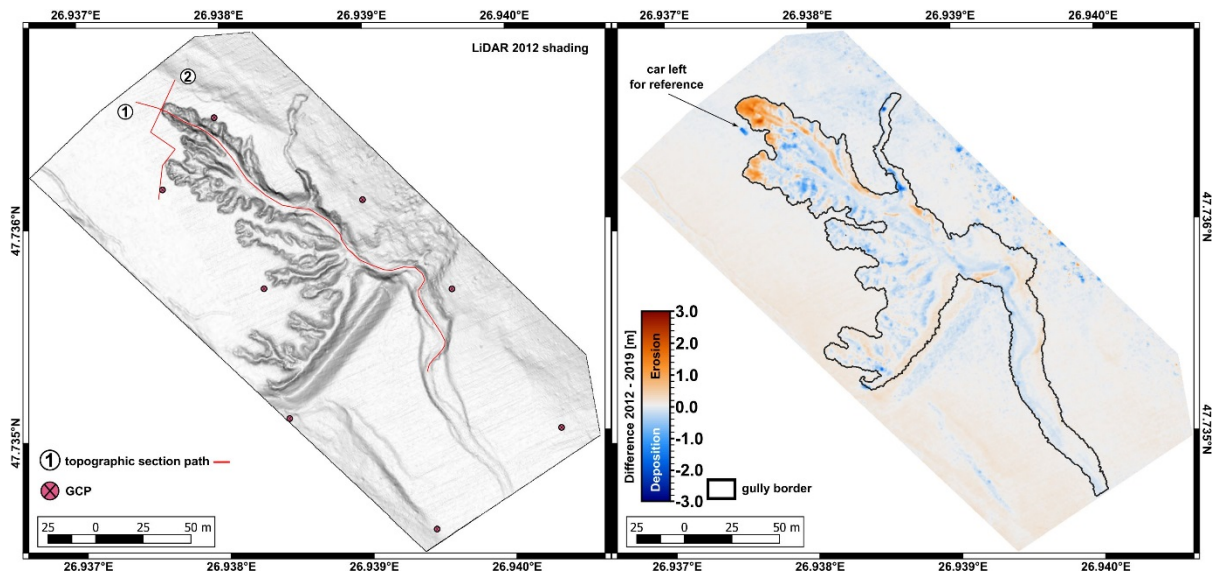 26.937°E 26.938°E 26.939°E 26.940°E
26.937°E 26.938°E 26.939°E 26.940°E
LiDAR 2012 shading
2
1
car left
for reference
47.736°N
47.736°N
3.0
2.0
1.0
0.0
-1.0
-2.0
-3.0
Difference 2012 - 2019 [m]
Erosion
Deposition
gully border
47.735°N
47.735°N
1 topographic section path
GCP
25 0 25 50 m
25 0 25 50 m
26.937°E 26.938°E 26.939°E 26.940°E
26.937°E 26.938°E 26.939°E 26.940°E